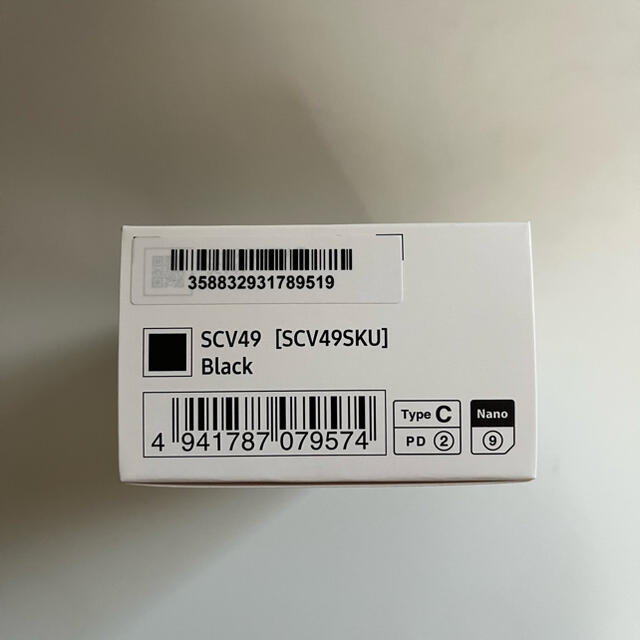 358832931789519
SCV49 [SCV49SKU]
Black
4 941787 079574
Type C
PD ②
Nano
⑨